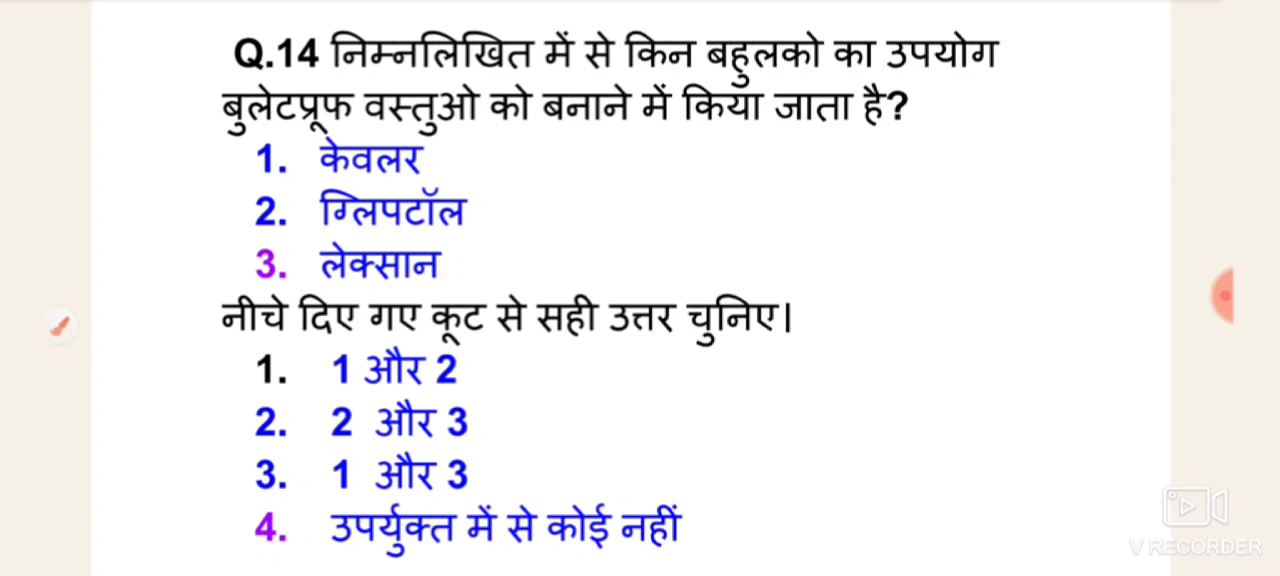 Q.14 निम्नलिखित में से किन बहुलको का उपयोग
बुलेटप्रूफ वस्तुओ को बनाने में किया जाता है?
1. केवलर
2. ग्लिपटॉल
3. लेक्सान
नीचे दिए गए कूट से सही उत्तर चुनिए।
1. 1 और 2
2. 2 और 3
3. 1 और 3
4. उपर्युक्त में से कोई नहीं
V RECORDER